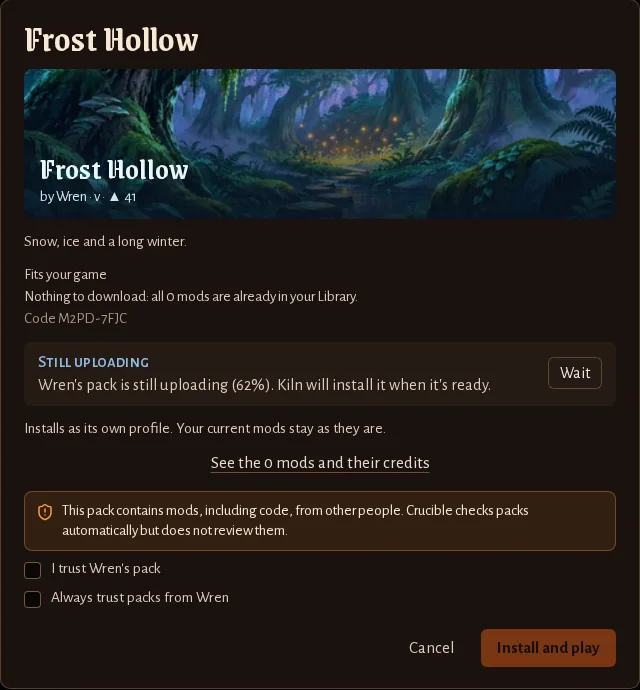 Frost Hollow
Frost Hollow
by Wren · v · ▲ 41
Snow, ice and a long winter.
Fits your game
Nothing to download: all 0 mods are already in your Library.
Code M2PD-7FJC
STILL UPLOADING
Wren's pack is still uploading (62%). Kiln will install it when it's ready.
Wait
Installs as its own profile. Your current mods stay as they are.
See the 0 mods and their credits
This pack contains mods, including code, from other people. Crucible checks packs
automatically but does not review them.
I trust Wren's pack
Always trust packs from Wren
Cancel
Install and play